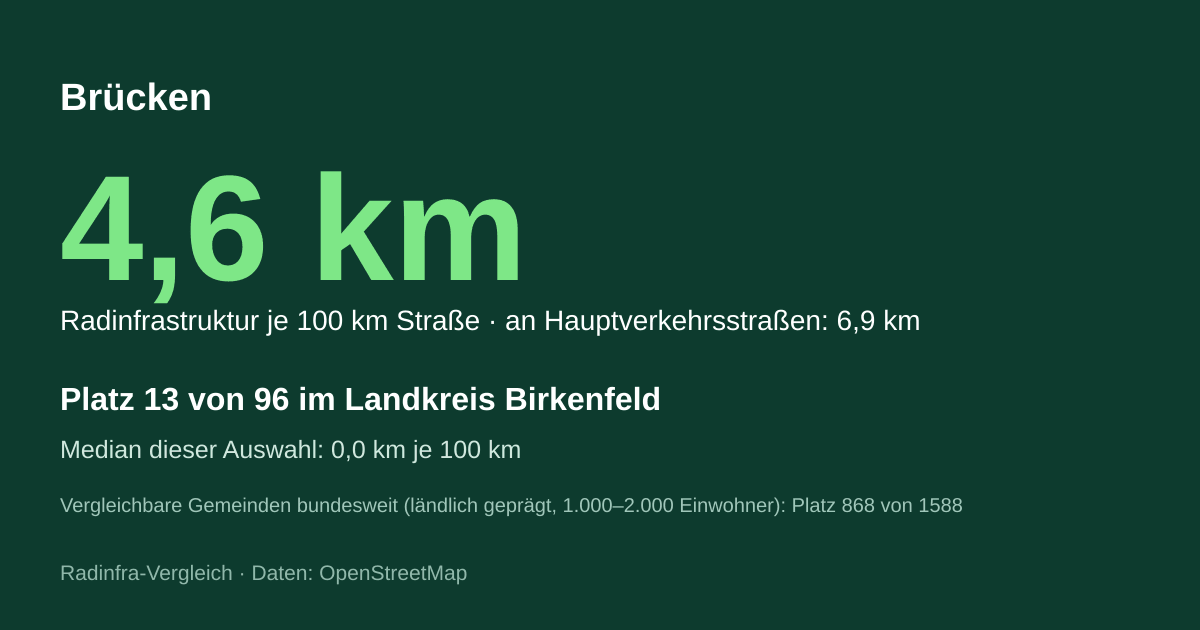 Brücken
4,6 km
Radinfrastruktur je 100 km Straße · an Hauptverkehrsstraßen: 6,9 km
Platz 13 von 96 im Landkreis Birkenfeld
Median dieser Auswahl: 0,0 km je 100 km
Vergleichbare Gemeinden bundesweit (ländlich geprägt, 1.000–2.000 Einwohner): Platz 868 von 1588
Radinfra-Vergleich · Daten: OpenStreetMap